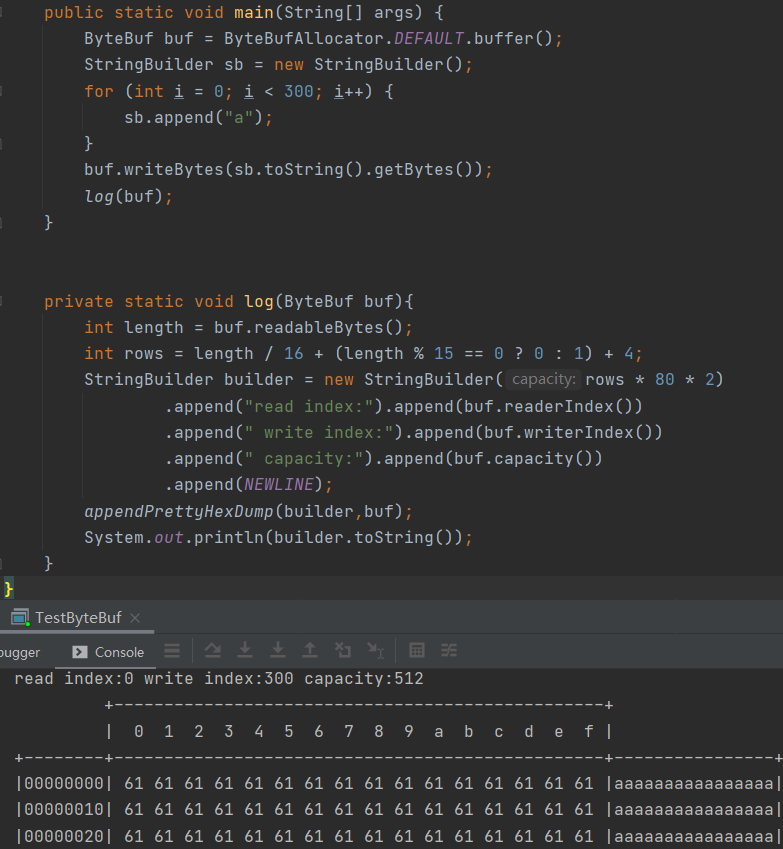 public static void main(String[] args) {
ByteBuf buf = ByteBufAllocator.DEFAULT.buffer();
StringBuilder sb = new StringBuilder();
for (int i = 0; i < 300; i++) {
sb.append("a");
}
buf.writeBytes(sb.toString().getBytes());
log(buf);
}
private static void log(ByteBuf buf){
int length = buf.readableBytes();
int rows = length / 16 + (length % 15 == 0 ? 0 : 1) + 4;
StringBuilder builder = new StringBuilder( capacity: rows * 80 * 2)
.append("read index:").append(buf.readerIndex())
.append(" write index:").append(buf.writerIndex())
.append(" capacity:").append(buf.capacity())
.append(NEWLINE);
appendPrettyHexDump(builder,buf);
System.out.println(builder.toString());
}
}
TestByteBuf
bugger Console
read index:0 write index:300 capacity:512
+-------------------------------------------------+
| 0 1 2 3 4 5 6 7 8 9 a b c d e f |
+--------+-------------------------------------------------+----------------+
|00000000| 61 61 61 61 61 61 61 61 61 61 61 61 61 61 61 61 |aaaaaaaaaaaaaaaa|
|00000010| 61 61 61 61 61 61 61 61 61 61 61 61 61 61 61 61 |aaaaaaaaaaaaaaaa|
|00000020| 61 61 61 61 61 61 61 61 61 61 61 61 61 61 61 61 |aaaaaaaaaaaaaaaa|